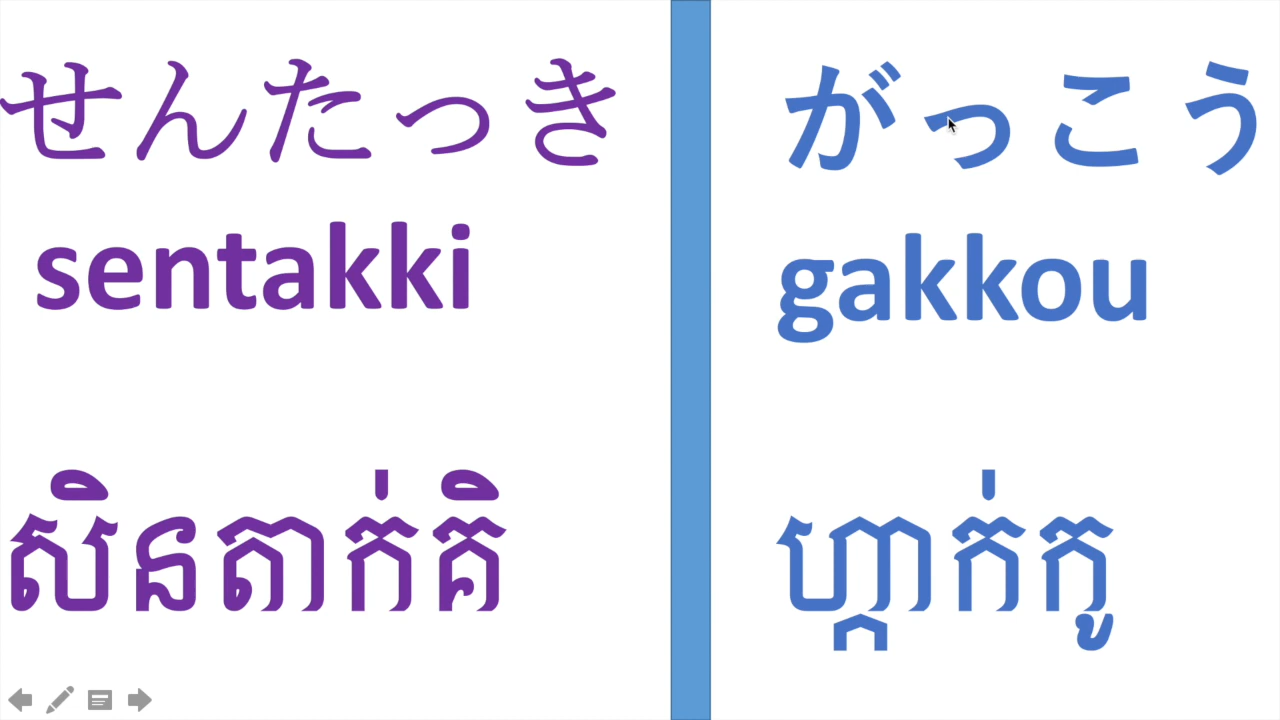 せんたっき
sentakki
សិនតាក់គិ
がっこう
gakkou
ហ្គាក់កូ